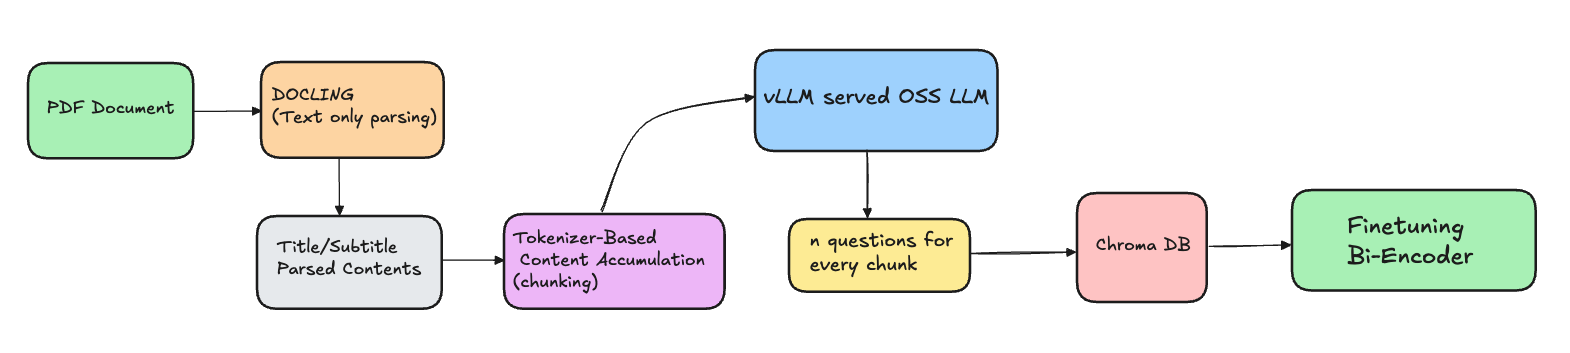 PDF Document
DOCLING
(Text only parsing)
Title/Subtitle
Parsed Contents
Tokenizer-Based
Content Accumulation
(chunking)
vLLM served OSS LLM
n questions for
every chunk
Chroma DB
Finetuning
Bi-Encoder